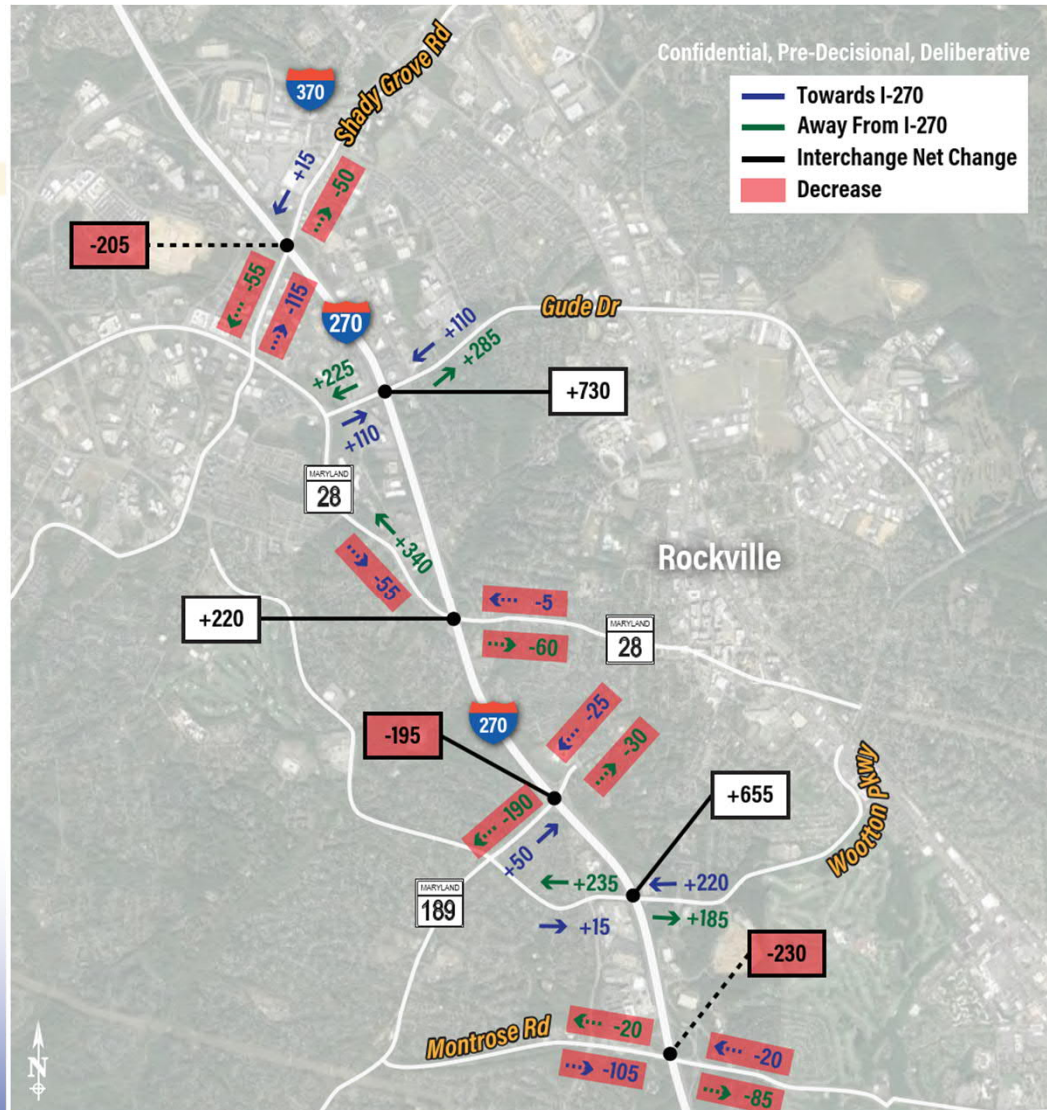 Confidential, Pre-Decisional, Deliberative
Towards I-270
Away From I-270
Interchange Net Change
Decrease
370
Shady Grove Rd
+15
-50
-205
-55
-115
270
Gude Dr
+110
+285
+225
+110
+730
MARYLAND
28
+340
-55
Rockville
+220
-5
-60
MARYLAND
28
270
-25
-30
-195
-190
+50
+655
Wootton Pkwy
+235
+220
+15
+185
MARYLAND
189
-230
Montrose Rd
-20
-105
-20
-85
N